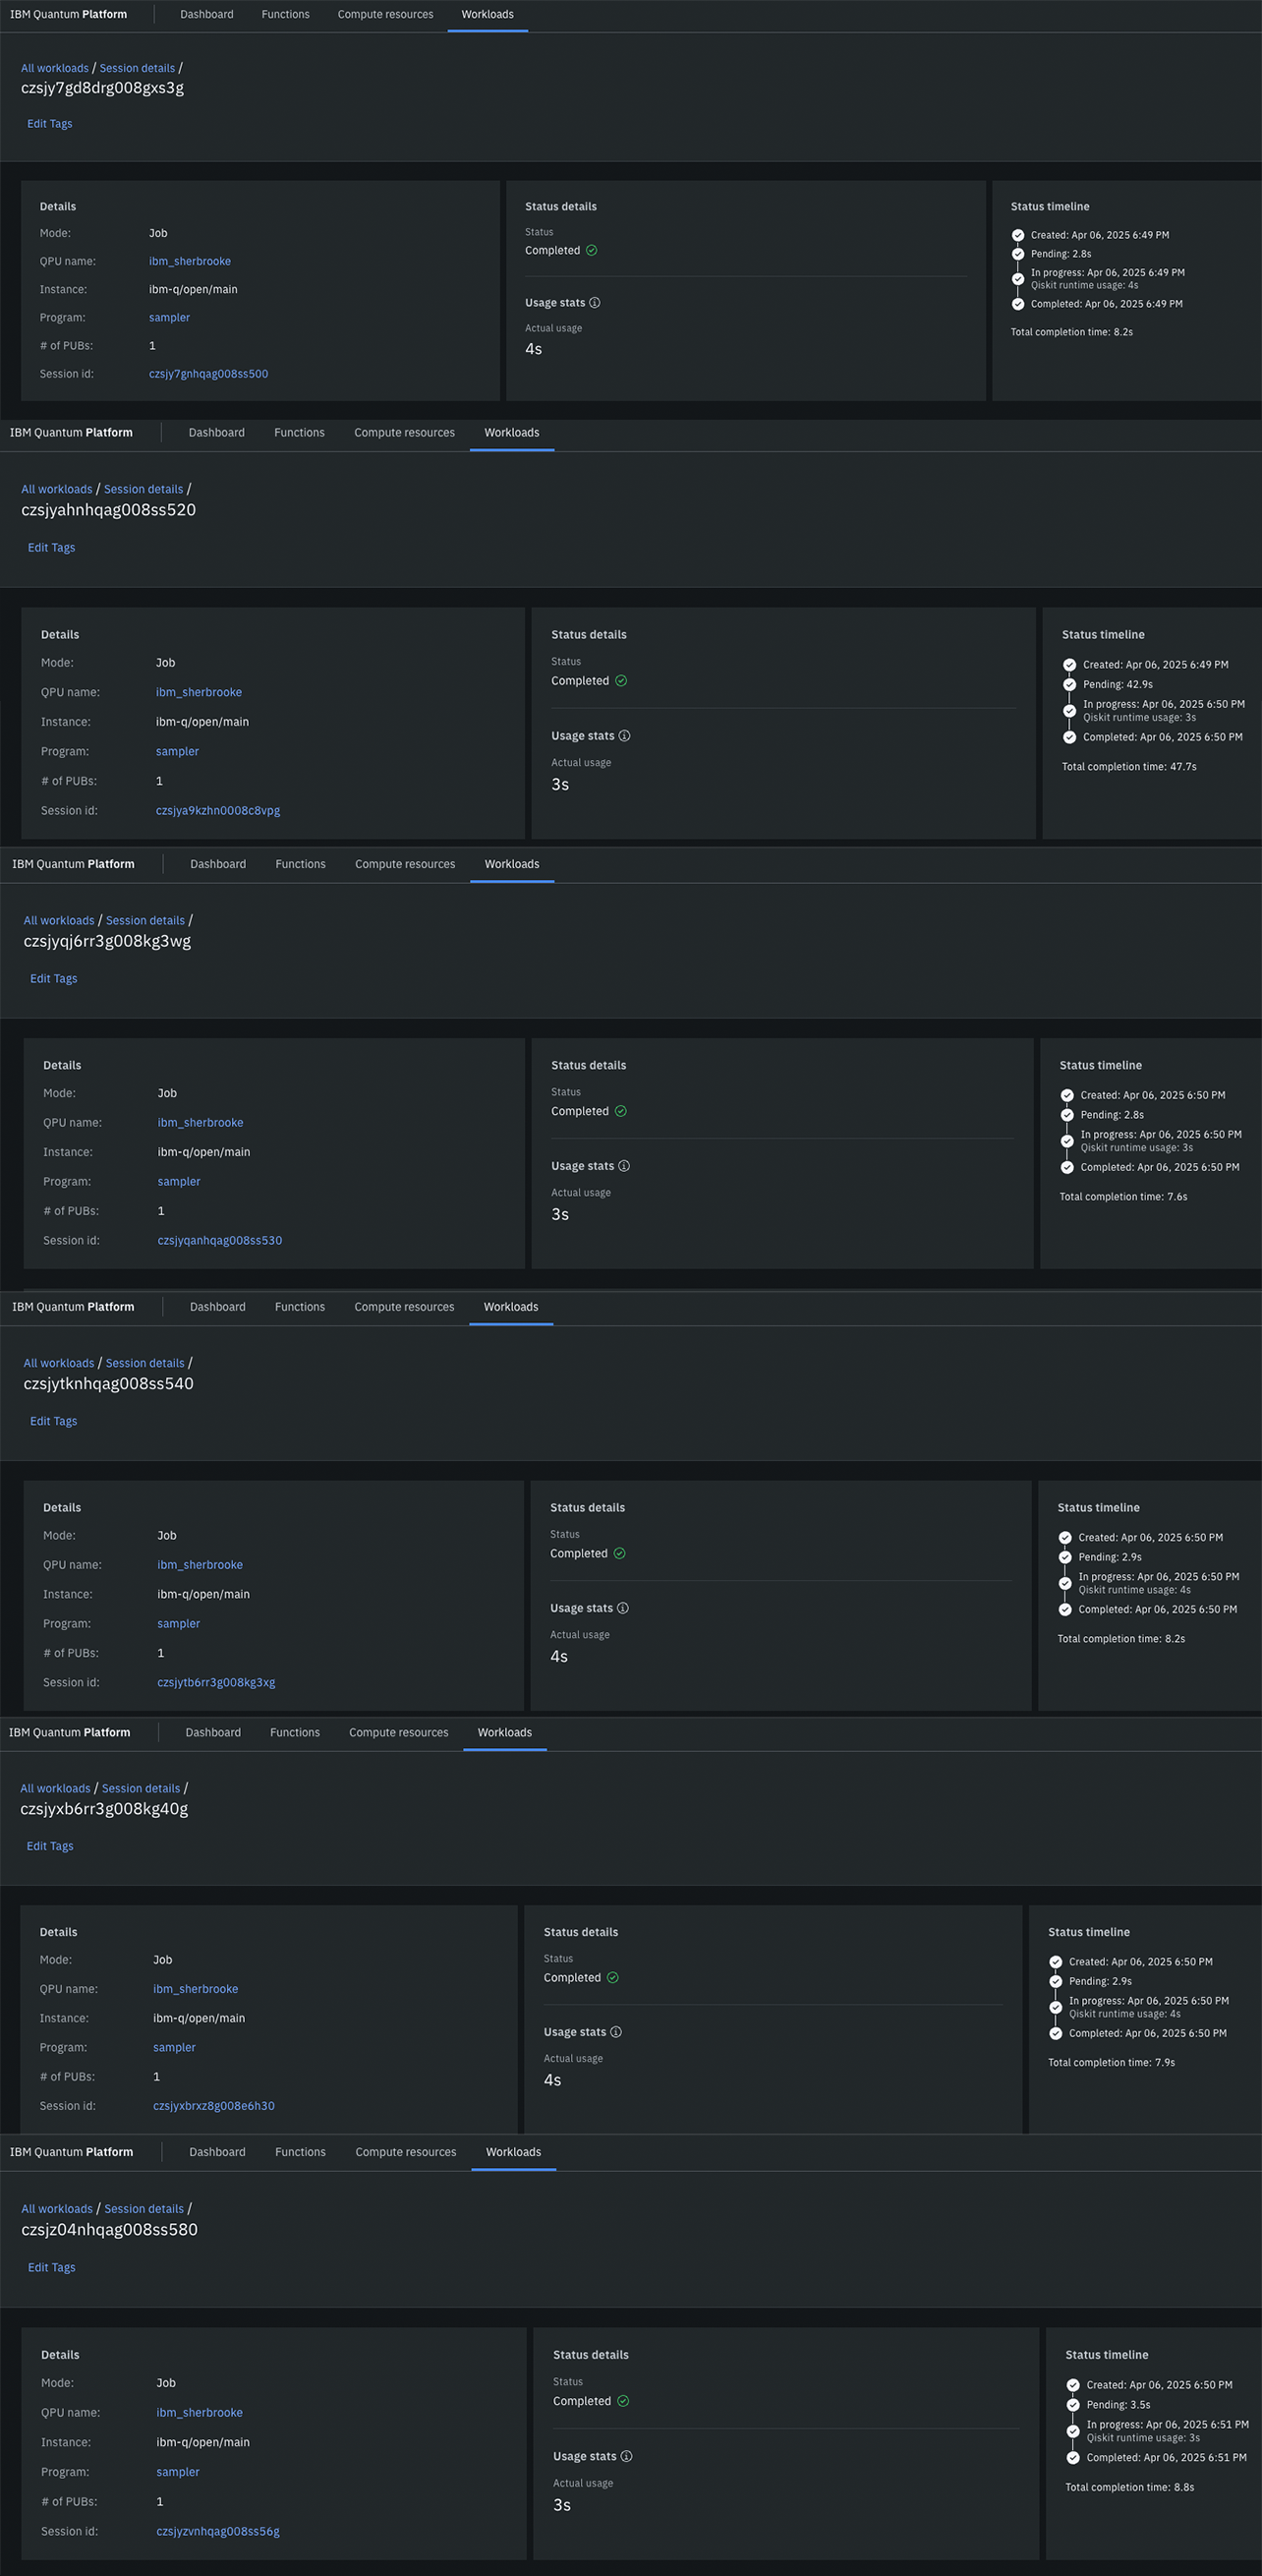 IBM Quantum Platform Dashboard Functions Compute resources Workloads
All workloads / Session details /
czsjy7gd8drg008gxs3g
Edit Tags
Details
Mode: Job
QPU name: ibm_sherbrooke
Instance: ibm-q/open/main
Program: sampler
# of PUBs: 1
Session id: czsjy7gnhqag008ss500
Status details
Status
Completed
Usage stats
Actual usage
4s
Status timeline
Created: Apr 06, 2025 6:49 PM
Pending: 2.8s
In progress: Apr 06, 2025 6:49 PM
Qiskit runtime usage: 4s
Completed: Apr 06, 2025 6:49 PM
Total completion time: 8.2s
IBM Quantum Platform Dashboard Functions Compute resources Workloads
All workloads / Session details /
czsjyahnhqag008ss520
Edit Tags
Details
Mode: Job
QPU name: ibm_sherbrooke
Instance: ibm-q/open/main
Program: sampler
# of PUBs: 1
Session id: czsjya9kzhn0008c8vpg
Status details
Status
Completed
Usage stats
Actual usage
3s
Status timeline
Created: Apr 06, 2025 6:49 PM
Pending: 42.9s
In progress: Apr 06, 2025 6:50 PM
Qiskit runtime usage: 3s
Completed: Apr 06, 2025 6:50 PM
Total completion time: 47.7s
IBM Quantum Platform Dashboard Functions Compute resources Workloads
All workloads / Session details /
czsjyqj6rr3g008kg3wg
Edit Tags
Details
Mode: Job
QPU name: ibm_sherbrooke
Instance: ibm-q/open/main
Program: sampler
# of PUBs: 1
Session id: czsjyqanhqag008ss530
Status details
Status
Completed
Usage stats
Actual usage
3s
Status timeline
Created: Apr 06, 2025 6:50 PM
Pending: 2.8s
In progress: Apr 06, 2025 6:50 PM
Qiskit runtime usage: 3s
Completed: Apr 06, 2025 6:50 PM
Total completion time: 7.6s
IBM Quantum Platform Dashboard Functions Compute resources Workloads
All workloads / Session details /
czsjytknhqag008ss540
Edit Tags
Details
Mode: Job
QPU name: ibm_sherbrooke
Instance: ibm-q/open/main
Program: sampler
# of PUBs: 1
Session id: czsjytb6rr3g008kg3xg
Status details
Status
Completed
Usage stats
Actual usage
4s
Status timeline
Created: Apr 06, 2025 6:50 PM
Pending: 2.9s
In progress: Apr 06, 2025 6:50 PM
Qiskit runtime usage: 4s
Completed: Apr 06, 2025 6:50 PM
Total completion time: 8.2s
IBM Quantum Platform Dashboard Functions Compute resources Workloads
All workloads / Session details /
czsjyxb6rr3g008kg40g
Edit Tags
Details
Mode: Job
QPU name: ibm_sherbrooke
Instance: ibm-q/open/main
Program: sampler
# of PUBs: 1
Session id: czsjyxbrxz8g008e6h30
Status details
Status
Completed
Usage stats
Actual usage
4s
Status timeline
Created: Apr 06, 2025 6:50 PM
Pending: 2.9s
In progress: Apr 06, 2025 6:50 PM
Qiskit runtime usage: 4s
Completed: Apr 06, 2025 6:50 PM
Total completion time: 7.9s
IBM Quantum Platform Dashboard Functions Compute resources Workloads
All workloads / Session details /
czsjz04nhqag008ss580
Edit Tags
Details
Mode: Job
QPU name: ibm_sherbrooke
Instance: ibm-q/open/main
Program: sampler
# of PUBs: 1
Session id: czsjyzvnhqag008ss56g
Status details
Status
Completed
Usage stats
Actual usage
3s
Status timeline
Created: Apr 06, 2025 6:50 PM
Pending: 3.5s
In progress: Apr 06, 2025 6:51 PM
Qiskit runtime usage: 3s
Completed: Apr 06, 2025 6:51 PM
Total completion time: 8.8s